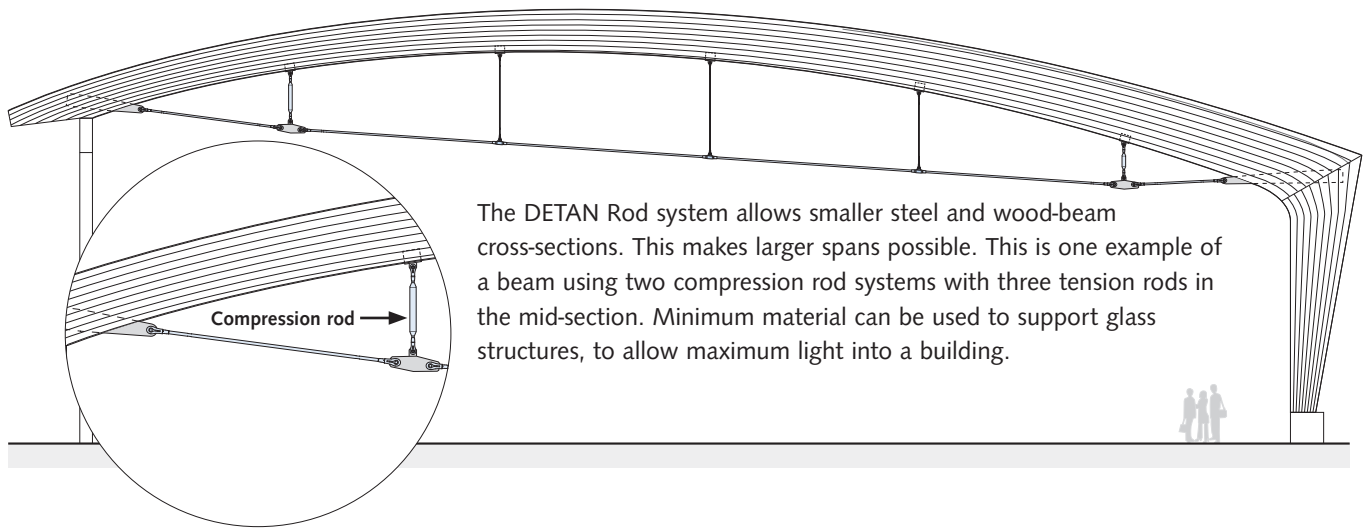 The DETAN Rod system allows smaller steel and wood-beam
cross-sections. This makes larger spans possible. This is one example of
a beam using two compression rod systems with three tension rods in
the mid-section. Minimum material can be used to support glass
structures, to allow maximum light into a building.
Compression rod